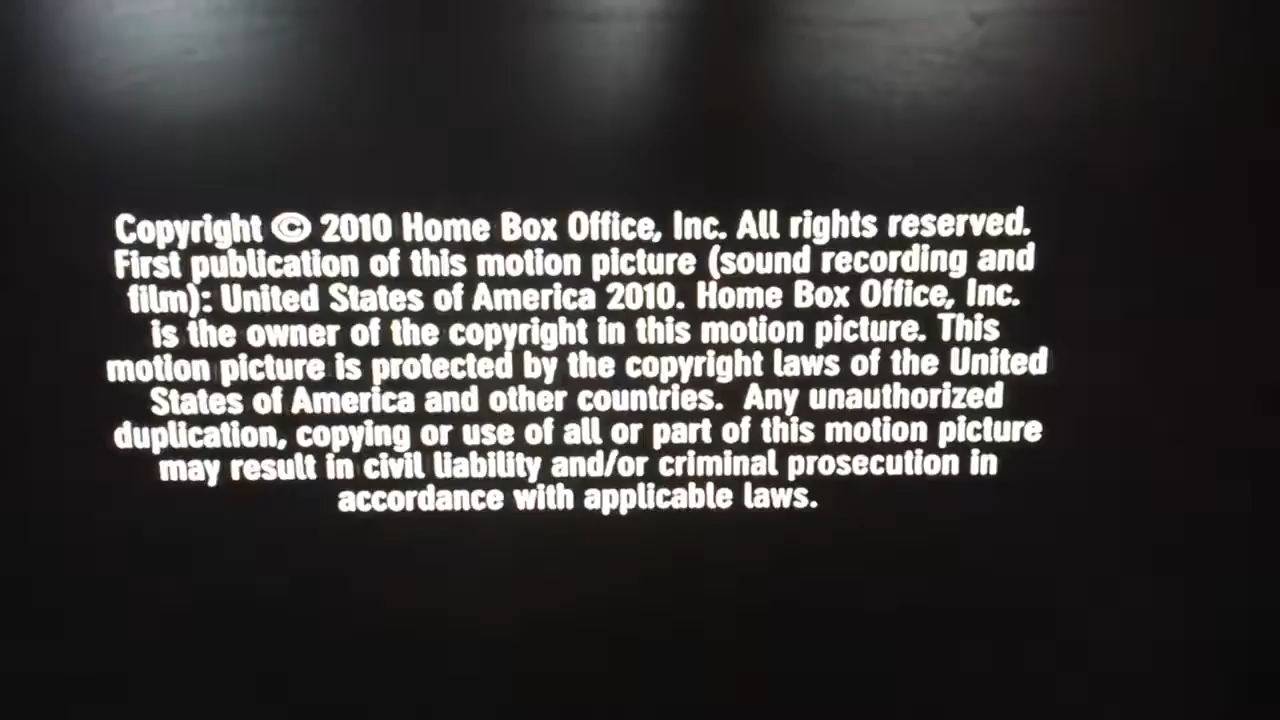 Copyright © 2010 Home Box Office, Inc. All rights reserved.
First publication of this motion picture (sound recording and
film): United States of America 2010. Home Box Office, Inc.
is the owner of the copyright in this motion picture. This
motion picture is protected by the copyright laws of the United
States of America and other countries.  Any unauthorized
duplication, copying or use of all or part of this motion picture
may result in civil liability and/or criminal prosecution in
accordance with applicable laws.